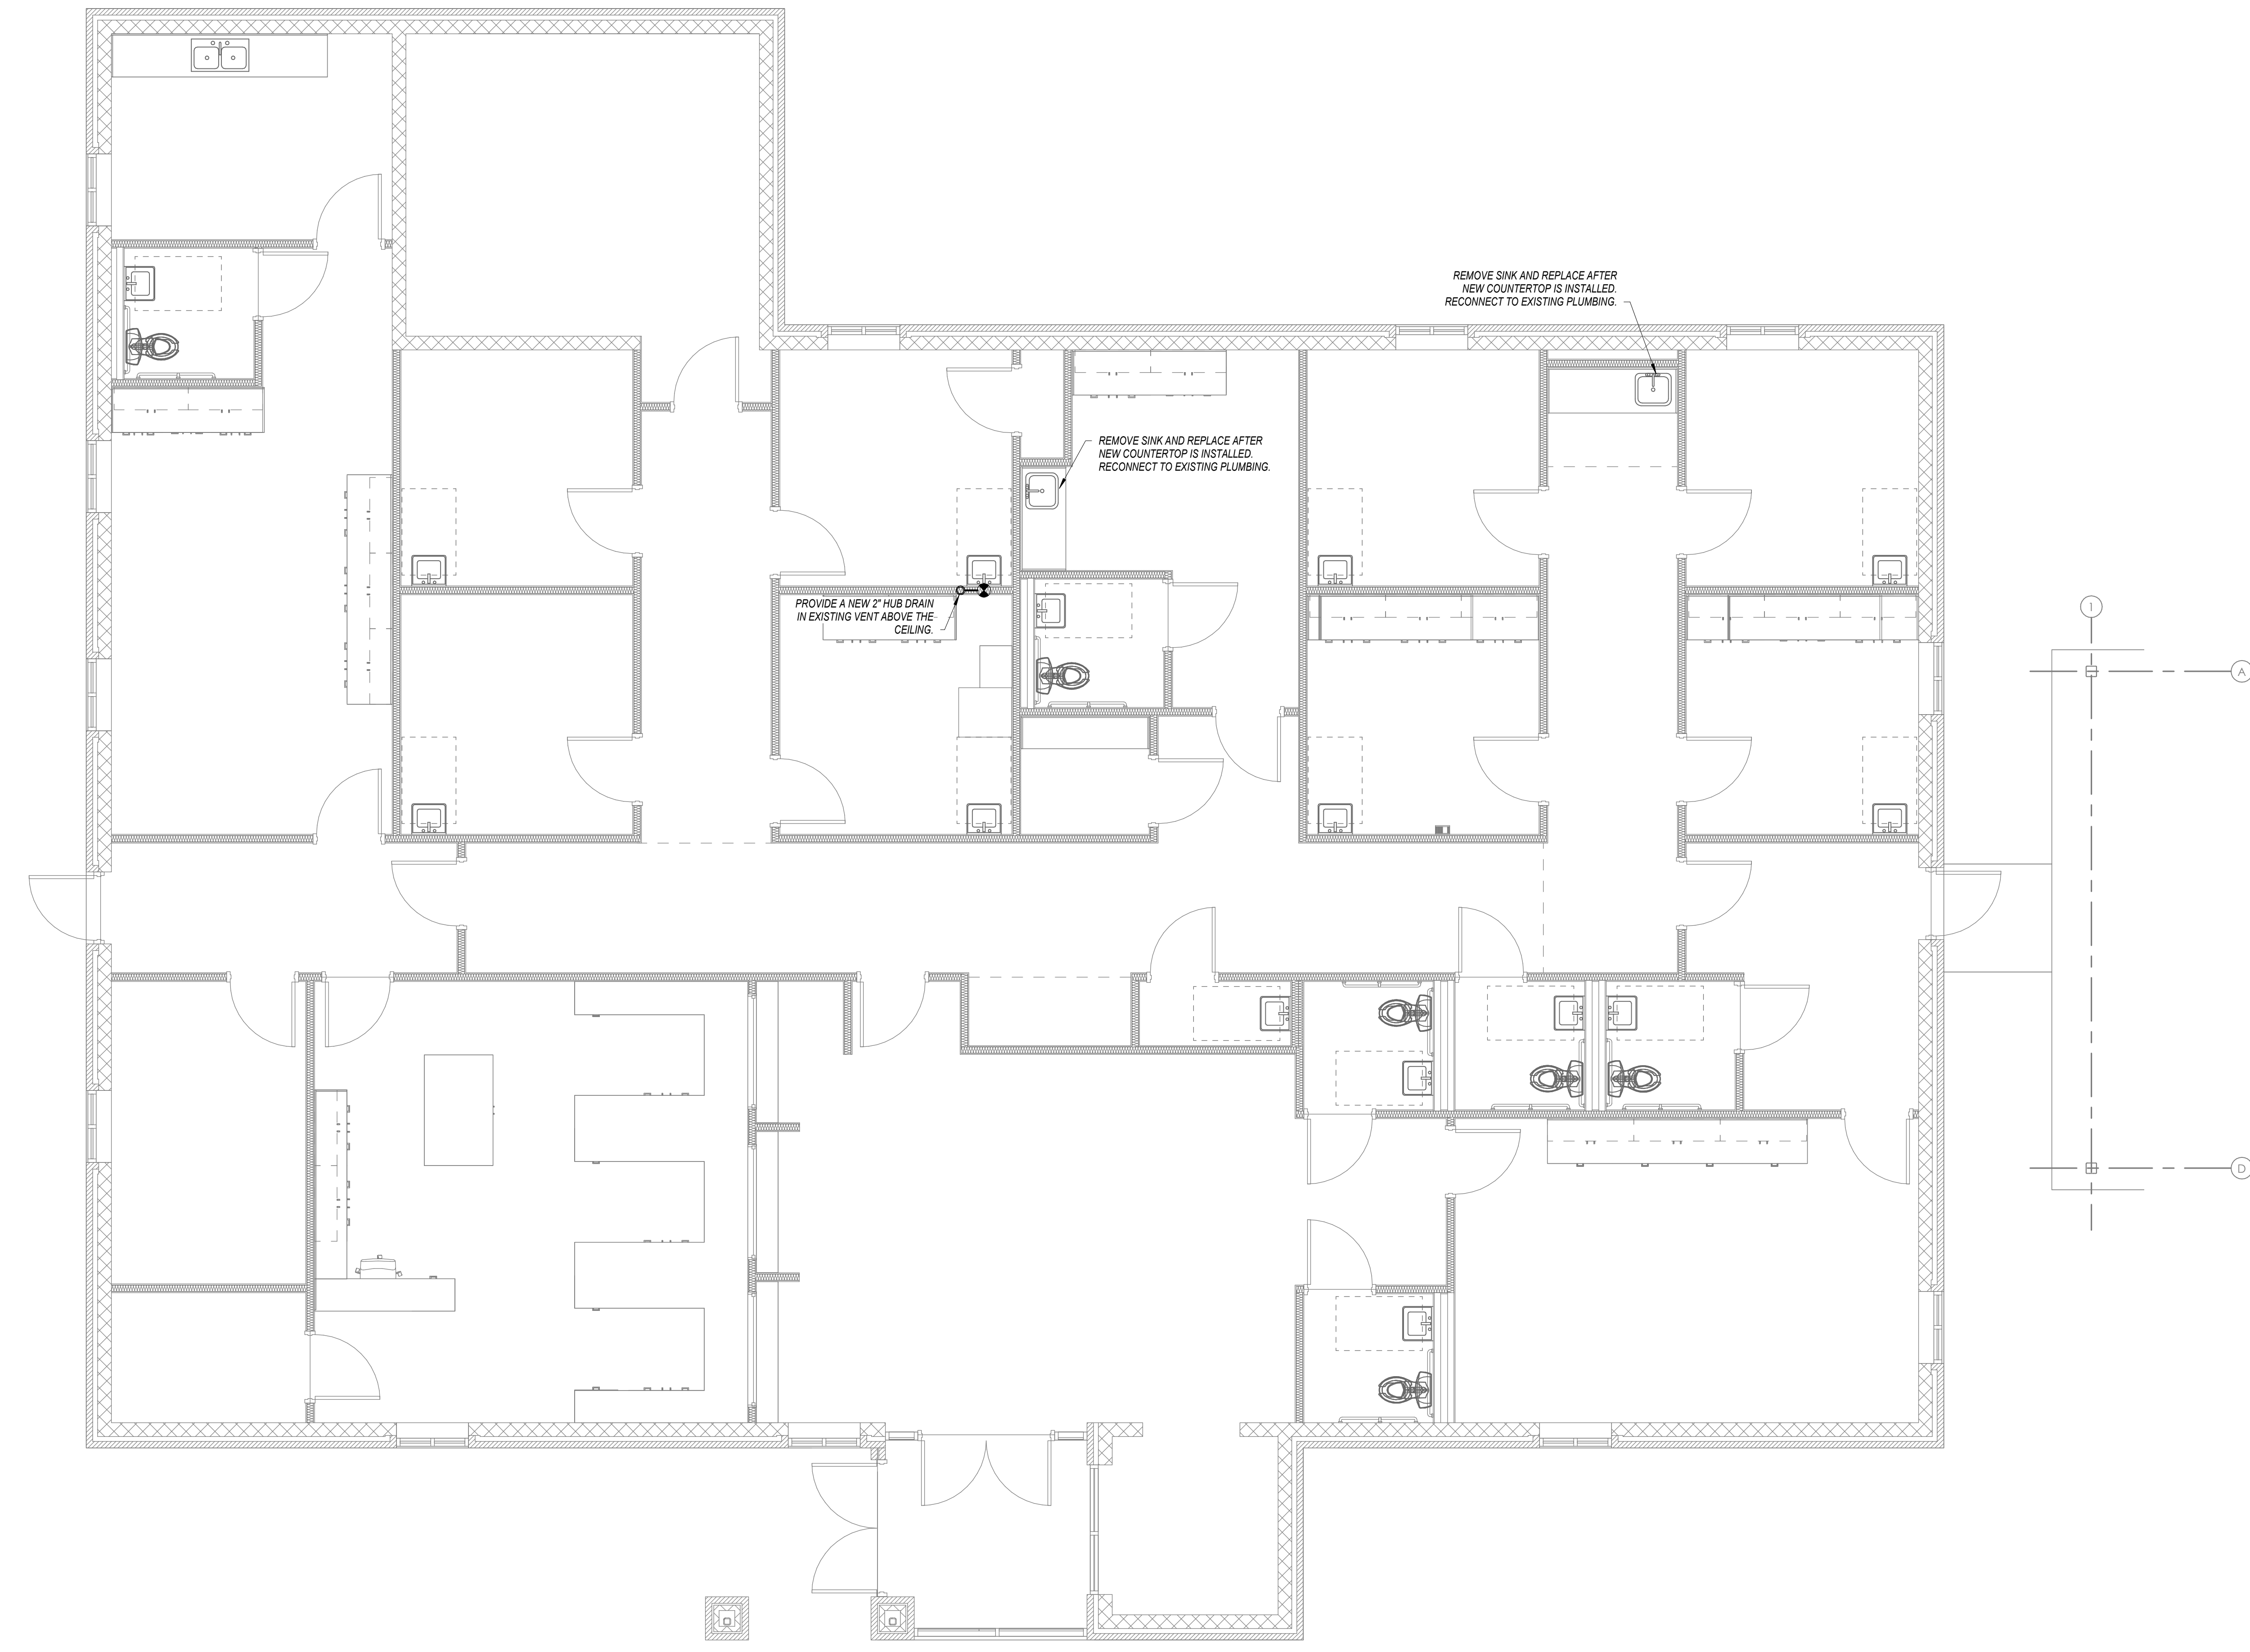 REMOVE SINK AND REPLACE AFTER
NEW COUNTERTOP IS INSTALLED.
RECONNECT TO EXISTING PLUMBING.
REMOVE SINK AND REPLACE AFTER
NEW COUNTERTOP IS INSTALLED.
RECONNECT TO EXISTING PLUMBING.
PROVIDE A NEW 2" HUB DRAIN
IN EXISTING VENT ABOVE THE
CEILING.
1
A
D